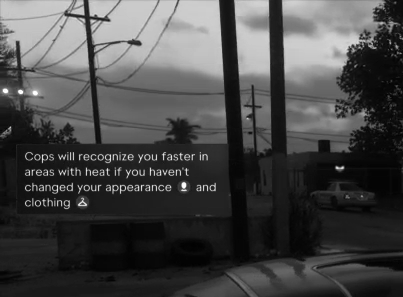 Cops will recognize you faster in
areas with heat if you haven't
changed your appearance and
clothing